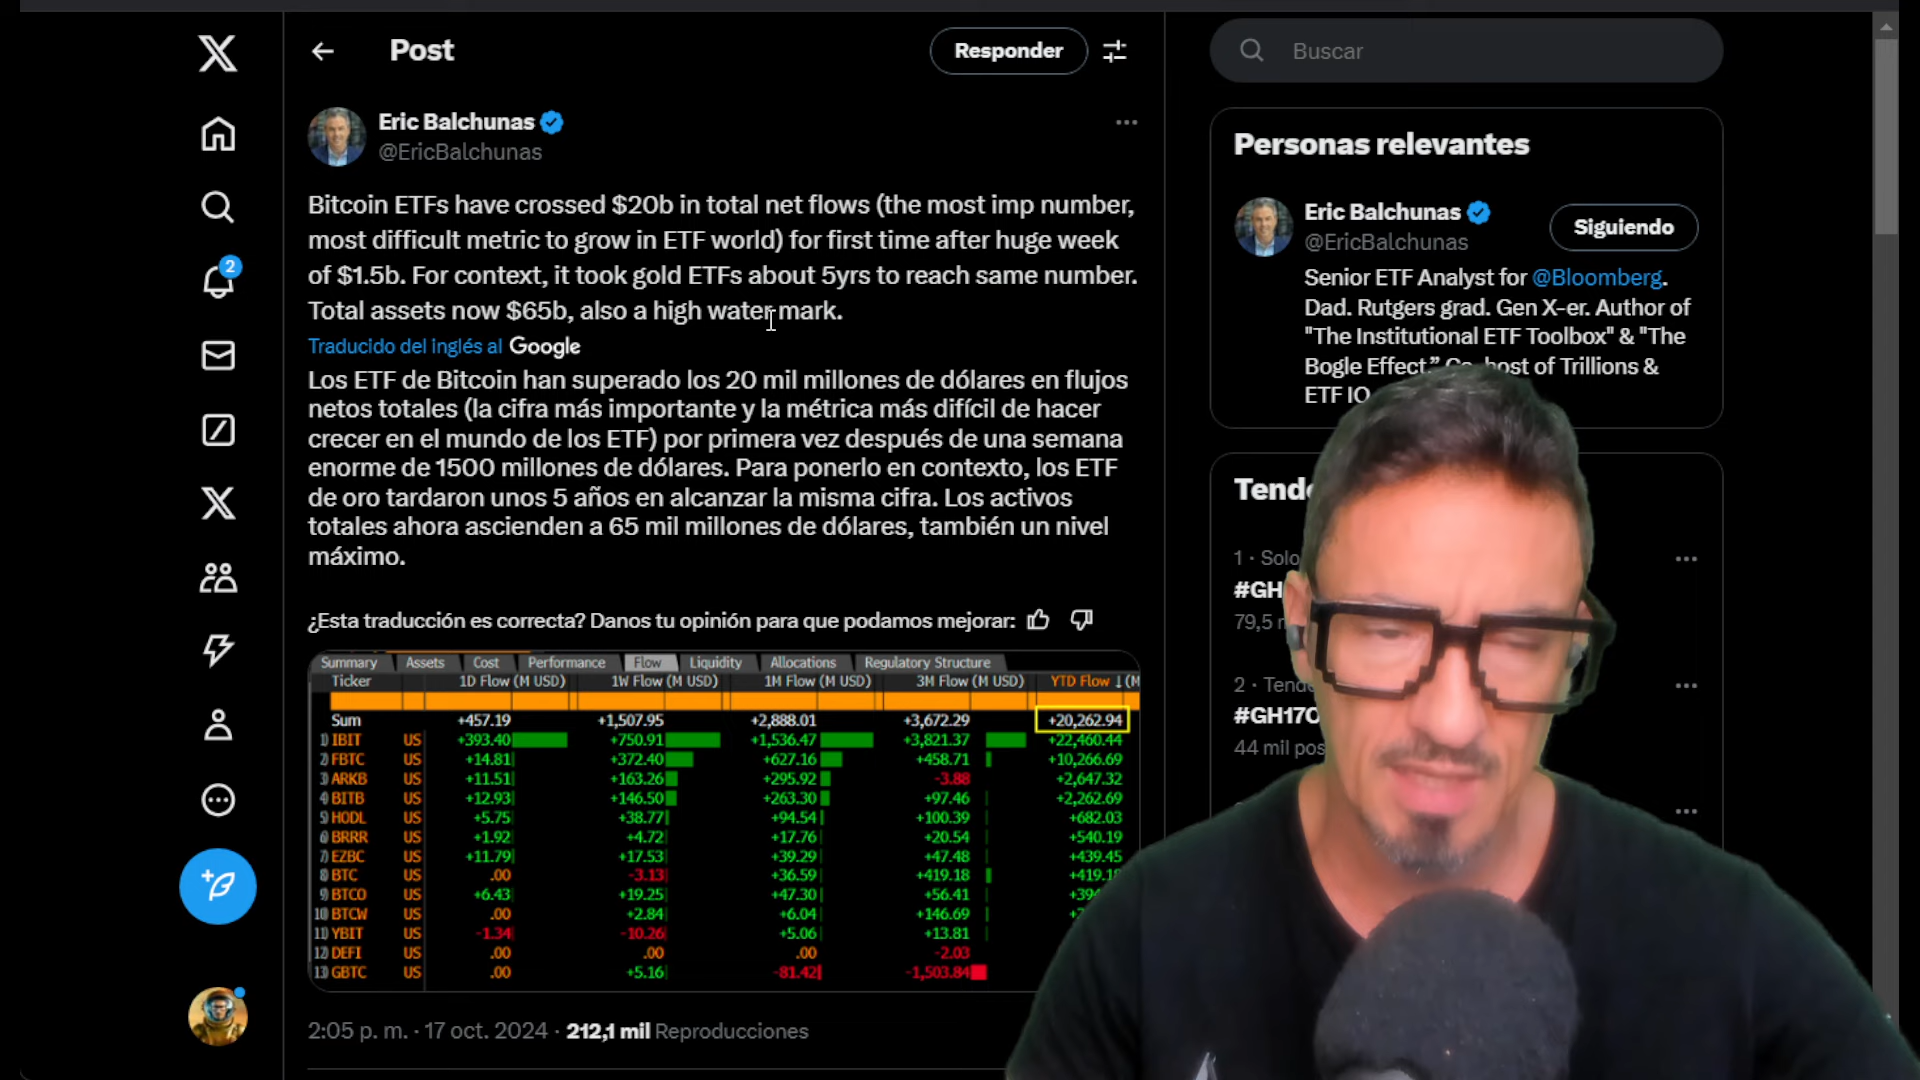 Post
Responder
Buscar
Eric Balchunas
@EricBalchunas
Bitcoin ETFs have crossed $20b in total net flows (the most imp number,
most difficult metric to grow in ETF world) for first time after huge week
of $1.5b. For context, it took gold ETFs about 5yrs to reach same number.
Total assets now $65b, also a high water mark.
Traducido del inglés al Google
Los ETF de Bitcoin han superado los 20 mil millones de dólares en flujos
netos totales (la cifra más importante y la métrica más difícil de hacer
crecer en el mundo de los ETF) por primera vez después de una semana
enorme de 1500 millones de dólares. Para ponerlo en contexto, los ETF
de oro tardaron unos 5 años en alcanzar la misma cifra. Los activos
totales ahora ascienden a 65 mil millones de dólares, también un nivel
máximo.
¿Esta traducción es correcta? Danos tu opinión para que podamos mejorar:
Summary Assets Cost Performance Flow Liquidity Allocations Regulatory Structure
Ticker 1D Flow (M USD) 1W Flow (M USD) 1M Flow (M USD) 3M Flow (M USD) YTD Flow ↓ (M
Sum +457.19 +1,507.95 +2,888.01 +3,672.29 +20,262.94
1) IBIT US +393.40 +750.91 +1,536.47 +3,821.37 +22,460.44
2) FBTC US +14.81 +372.40 +627.16 +458.71 +10,266.69
3) ARKB US +11.51 +163.26 +295.92 -3.88 +2,647.32
4) BITB US +12.93 +146.50 +263.30 +97.46 +2,262.69
5) HODL US +5.75 +38.77 +94.54 +100.39 +682.03
6) BRRR US +1.92 +4.72 +17.76 +20.54 +540.19
7) EZBC US +11.79 +17.53 +39.29 +47.48 +439.45
8) BTC US .00 -3.13 +36.59 +419.18 +419.18
9) BTCO US +6.43 +19.25 +47.30 +56.41
10) BTCW US .00 +2.84 +6.04 +146.69
11) YBIT US -1.34 -10.26 +5.06 +13.81
12) DEFI US .00 .00 .00 -2.03
13) GBTC US .00 +5.16 -81.42 -1,503.84
2:05 p. m. · 17 oct. 2024 · 212,1 mil Reproducciones
2
Personas relevantes
Eric Balchunas
@EricBalchunas
Siguiendo
Senior ETF Analyst for @Bloomberg.
Dad. Rutgers grad. Gen X-er. Author of
"The Institutional ETF Toolbox" & "The
Bogle Effect." host of Trillions &
ETF IQ
1 · Solo
#GH
79,5
2 ·
44 mil